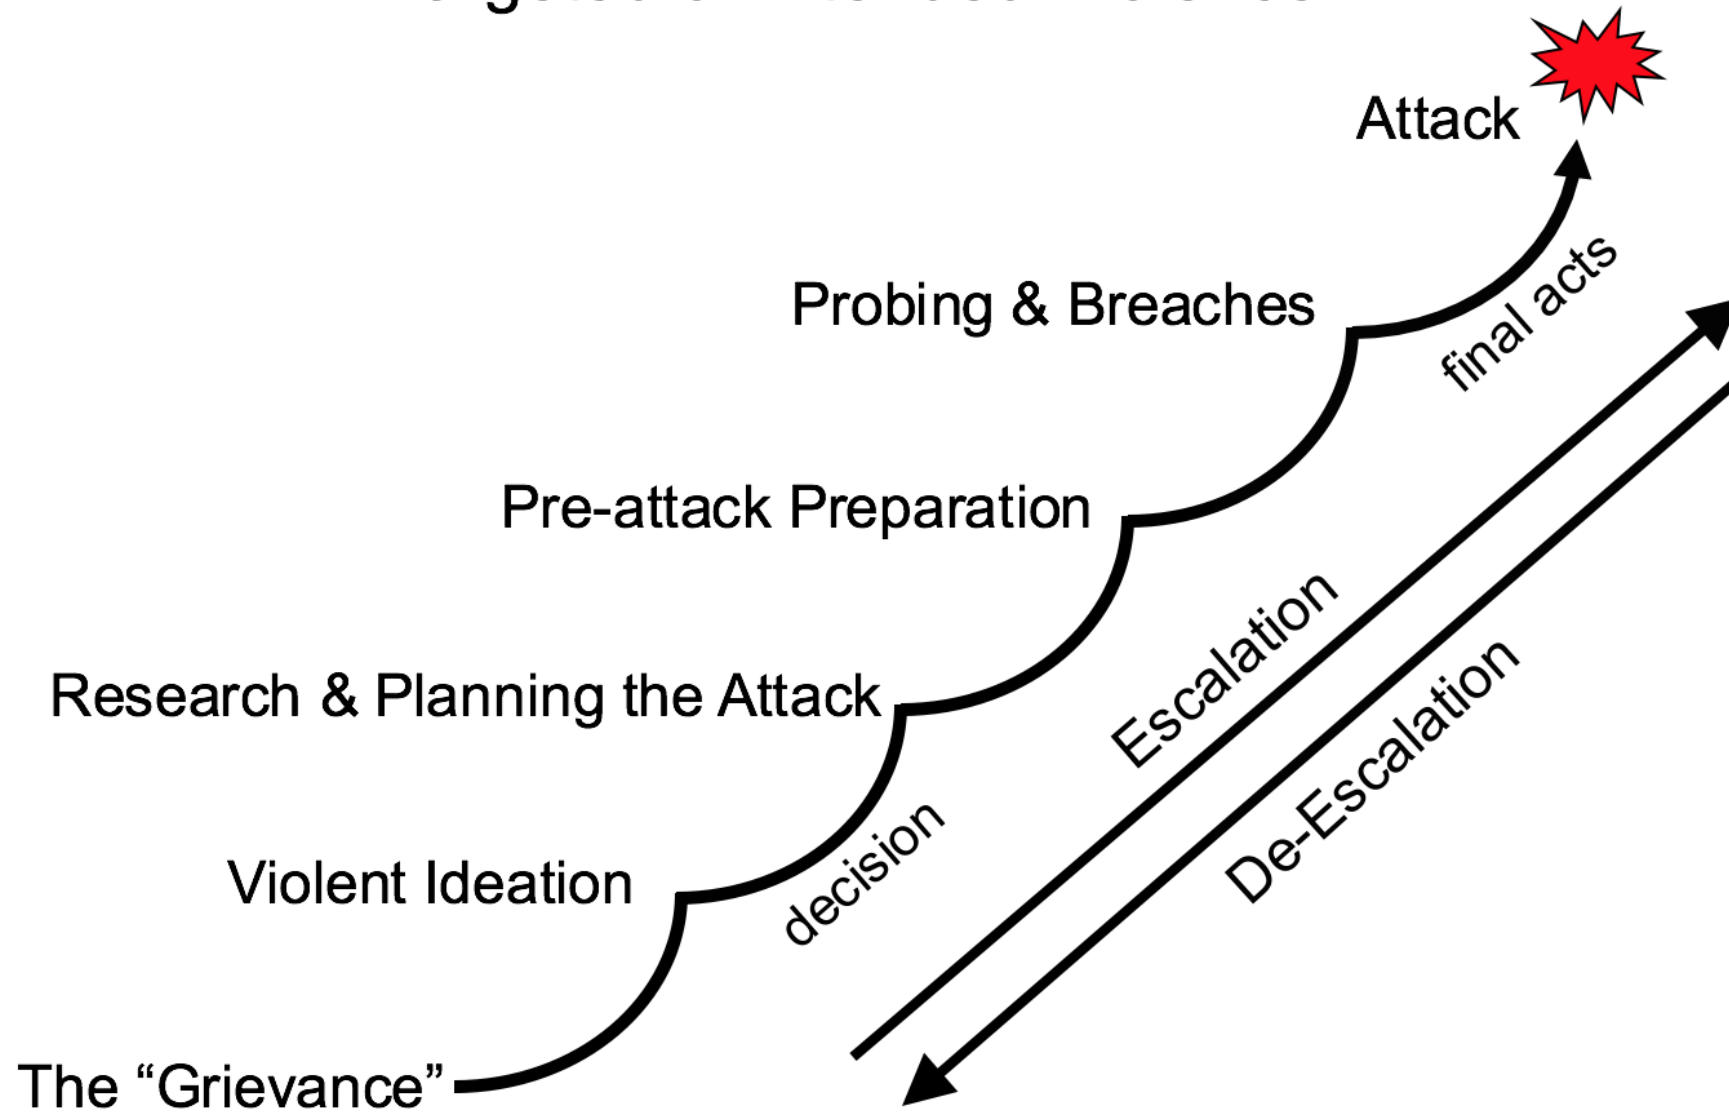 Attack
Probing & Breaches
final acts
Pre-attack Preparation
Escalation
Research & Planning the Attack
De-Escalation
decision
Violent Ideation
The “Grievance”